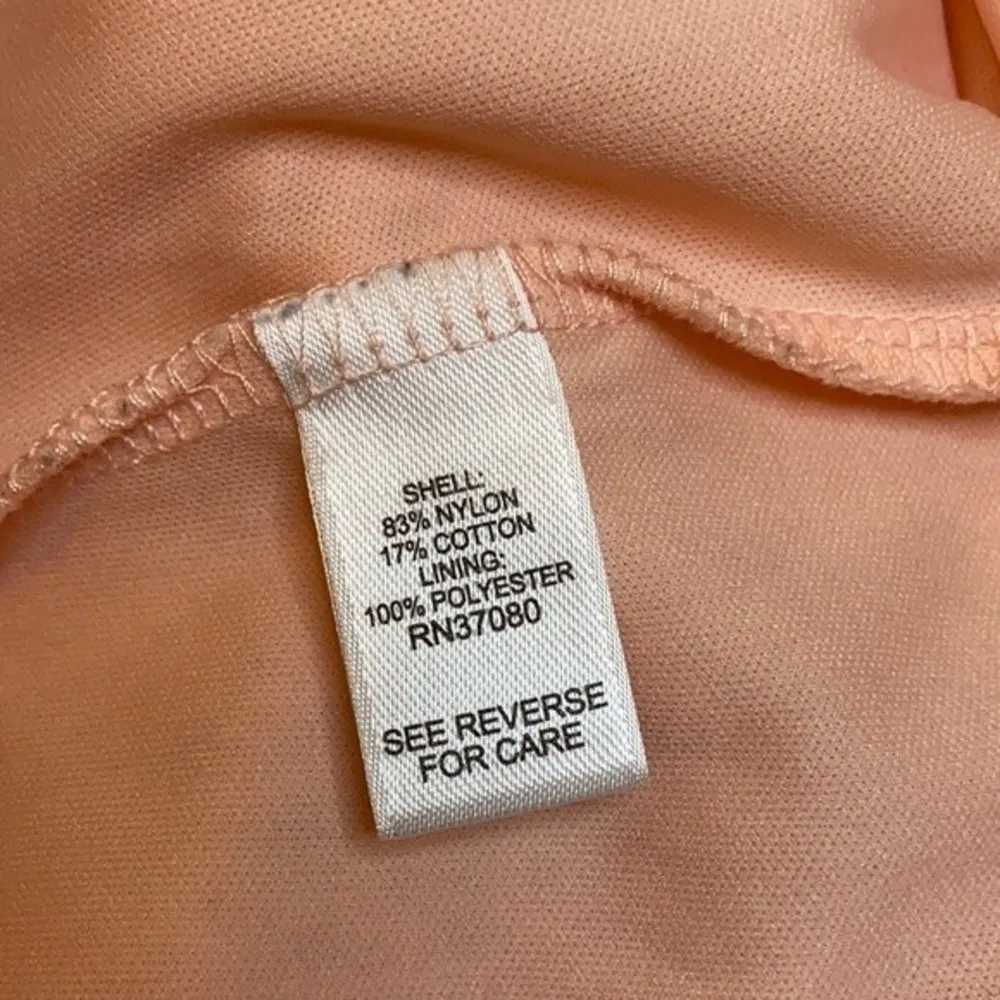 SHELL:
83% NYLON
17% COTTON
LINING:
100% POLYESTER
RN37080
SEE REVERSE
FOR CARE